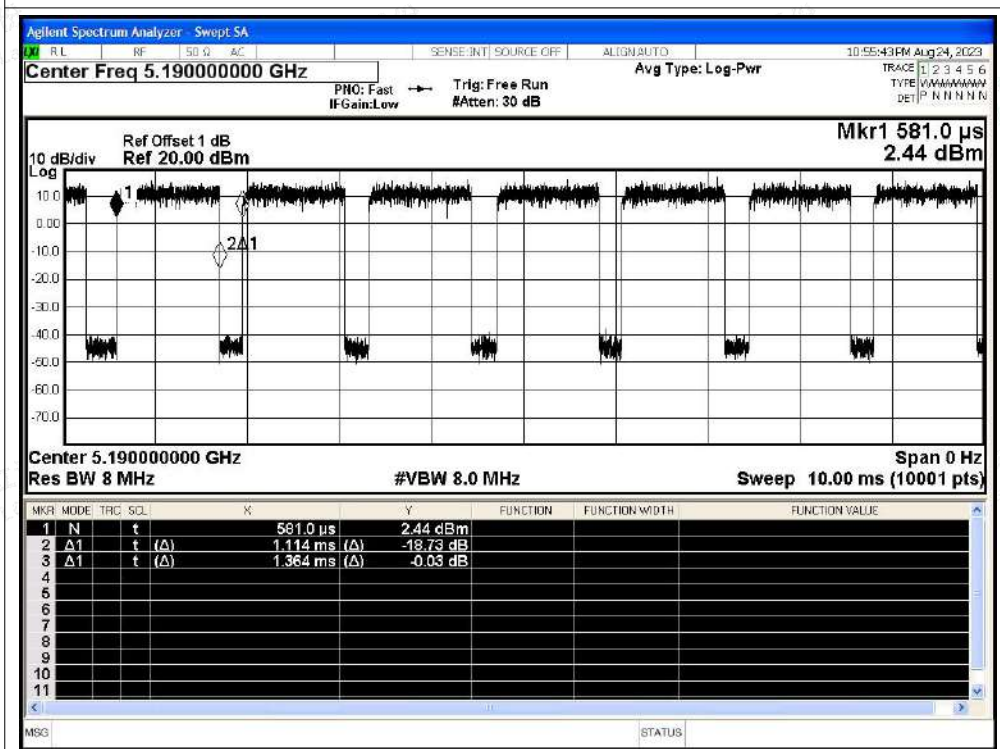 Agilent Spectrum Analyzer - Swept SA
LXI RL RF 50 Ω AC SENSE:INT SOURCE OFF ALIGN AUTO 10:55:43 PM Aug 24, 2023
Center Freq 5.190000000 GHz
PNO: Fast
IFGain:Low
Trig: Free Run
#Atten: 30 dB
Avg Type: Log-Pwr
TRACE 1 2 3 4 5 6
TYPE WWWWWWW
DET P N N N N N
Mkr1 581.0 µs
2.44 dBm
Ref Offset 1 dB
10 dB/div Ref 20.00 dBm
Log
10.0
0.00
-10.0
-20.0
-30.0
-40.0
-50.0
-60.0
-70.0
1
2Δ1
Center 5.190000000 GHz Span 0 Hz
Res BW 8 MHz #VBW 8.0 MHz Sweep 10.00 ms (10001 pts)
MKR MODE TRC SCL X Y FUNCTION FUNCTION WIDTH FUNCTION VALUE
1 N t 581.0 µs 2.44 dBm
2 Δ1 t (Δ) 1.114 ms (Δ) -18.73 dB
3 Δ1 t (Δ) 1.364 ms (Δ) -0.03 dB
4
5
6
7
8
9
10
11
MSG STATUS